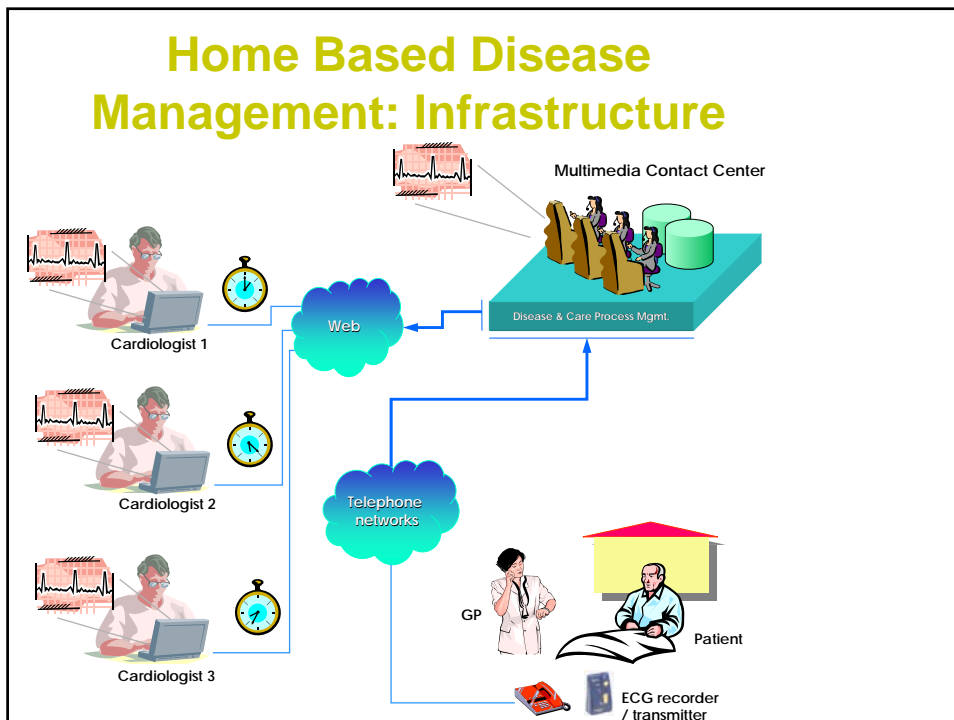 Home Based Disease
Management: Infrastructure
Multimedia Contact Center
Disease & Care Process Mgmt.
Web
Cardiologist 1
Cardiologist 2
Telephone
networks
GP
Patient
Cardiologist 3
ECG recorder
/ transmitter